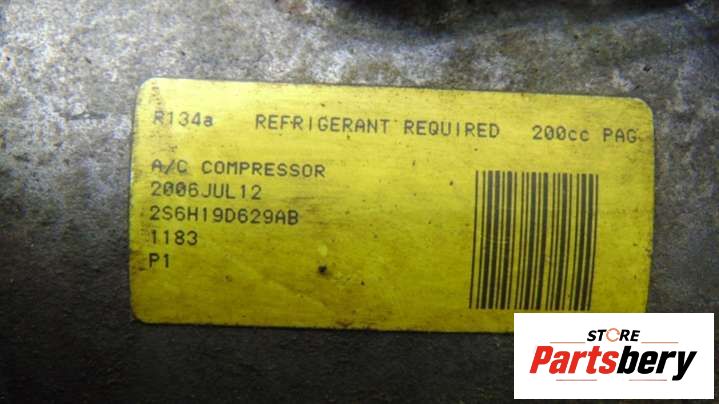 R134a REFRIGERANT REQUIRED 200cc PAG
A/C COMPRESSOR
2006JUL12
2S6H19D629AB
1183
P1
STORE
Partsbery